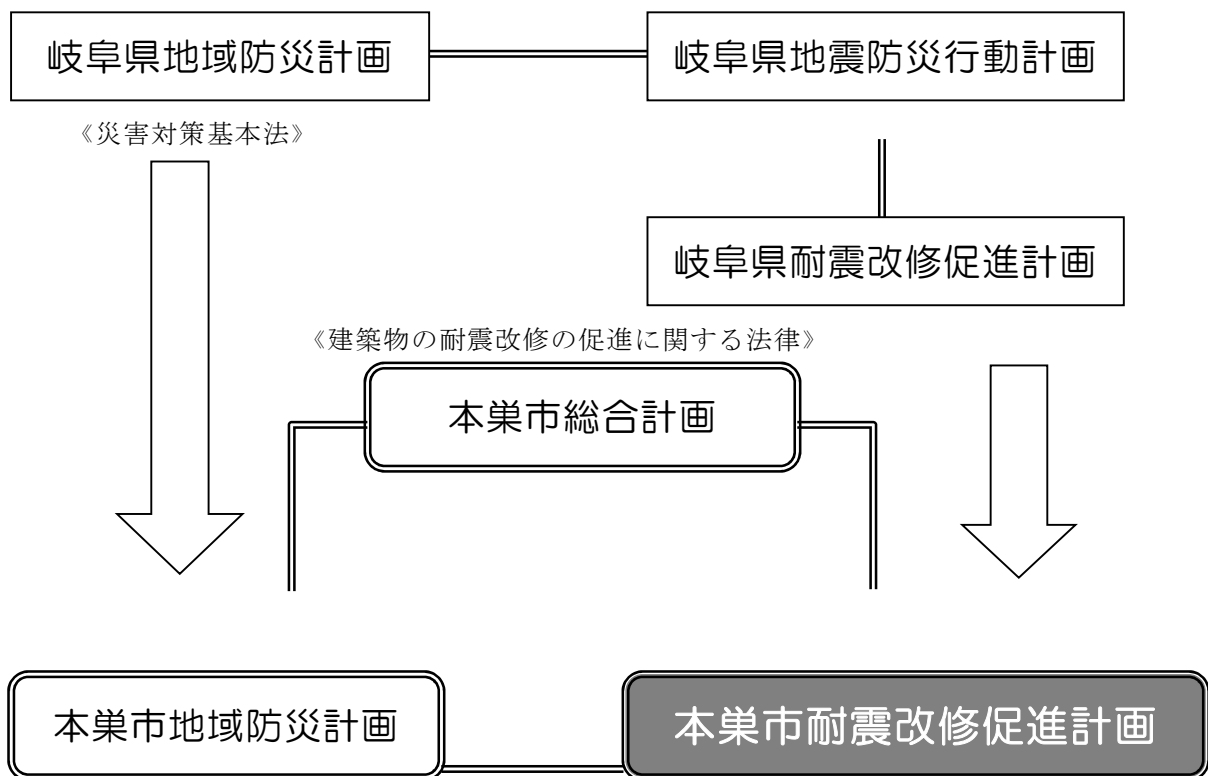 岐阜県地域防災計画
岐阜県地震防災行動計画
《災害対策基本法》
岐阜県耐震改修促進計画
《建築物の耐震改修の促進に関する法律》
本巣市総合計画
本巣市地域防災計画
本巣市耐震改修促進計画